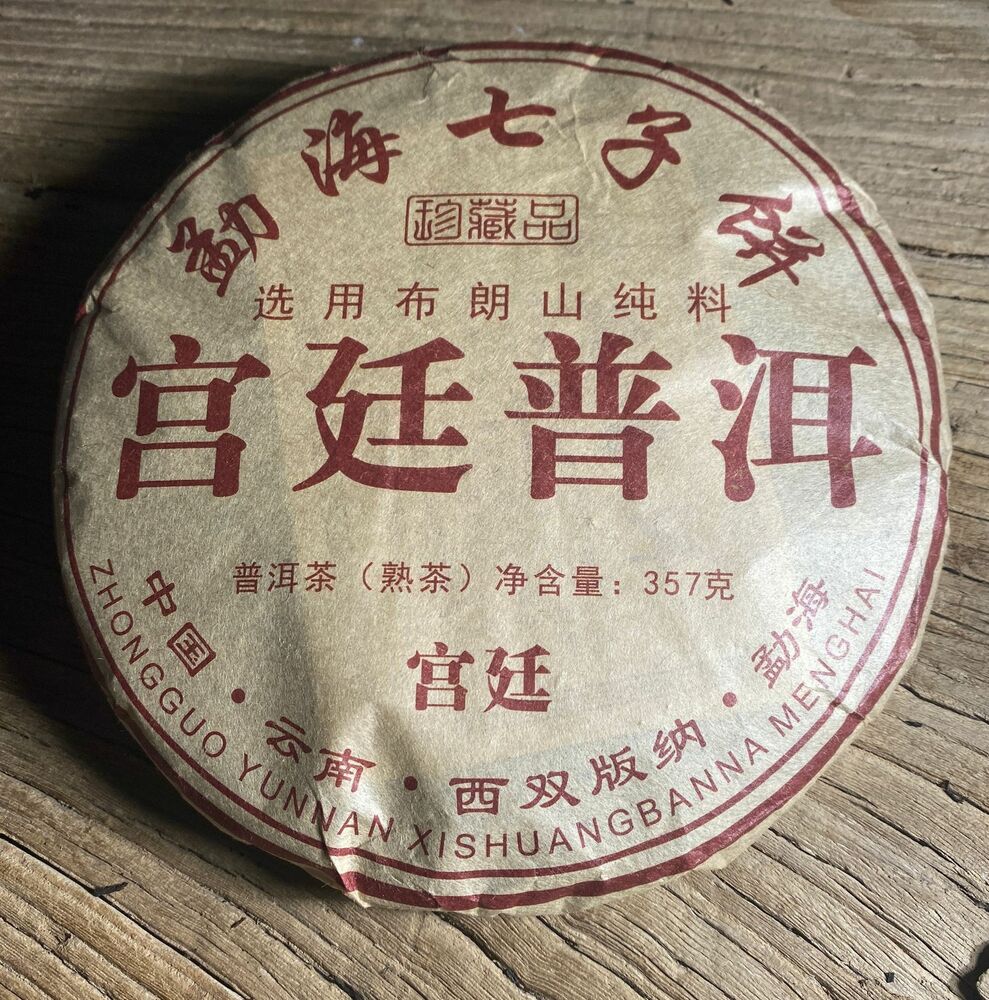 勐海七子饼
珍藏品
选用布朗山纯料
宫廷普洱
普洱茶（熟茶）净含量：357克
宫廷
中国·云南·西双版纳·勐海
ZHONGGUO YUNNAN XISHUANGBANNA MENGHAI